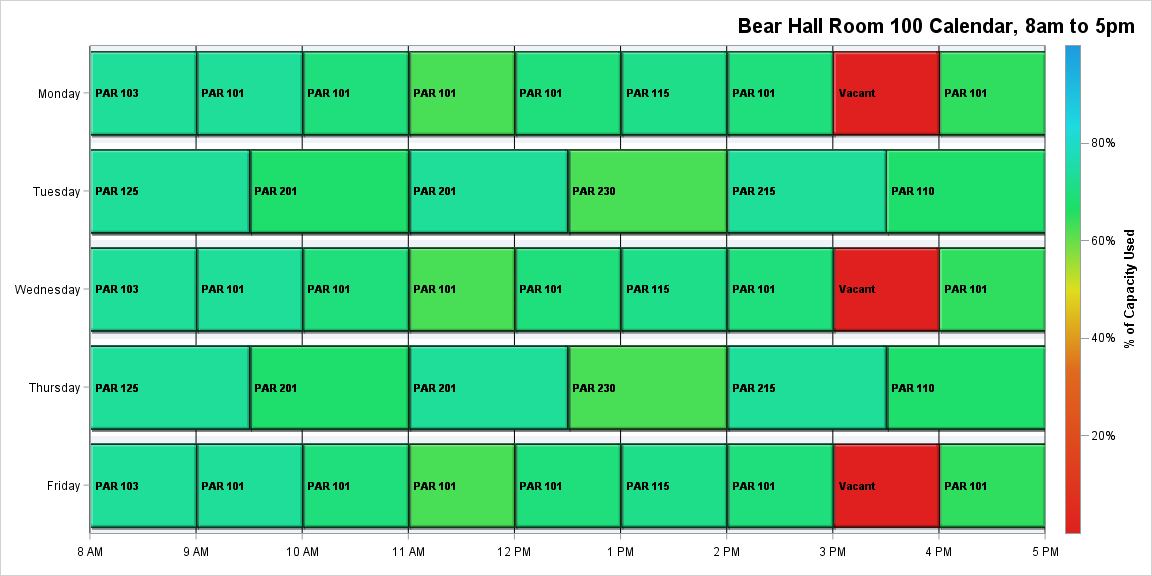 Bear Hall Room 100 Calendar, 8am to 5pm
Monday PAR 103 PAR 101 PAR 101 PAR 101 PAR 101 PAR 115 PAR 101 Vacant PAR 101
80%
Tuesday PAR 125 PAR 201 PAR 201 PAR 230 PAR 215 PAR 110
60%
Wednesday PAR 103 PAR 101 PAR 101 PAR 101 PAR 101 PAR 115 PAR 101 Vacant PAR 101
% of Capacity Used
40%
Thursday PAR 125 PAR 201 PAR 201 PAR 230 PAR 215 PAR 110
20%
Friday PAR 103 PAR 101 PAR 101 PAR 101 PAR 101 PAR 115 PAR 101 Vacant PAR 101
8 AM 9 AM 10 AM 11 AM 12 PM 1 PM 2 PM 3 PM 4 PM 5 PM